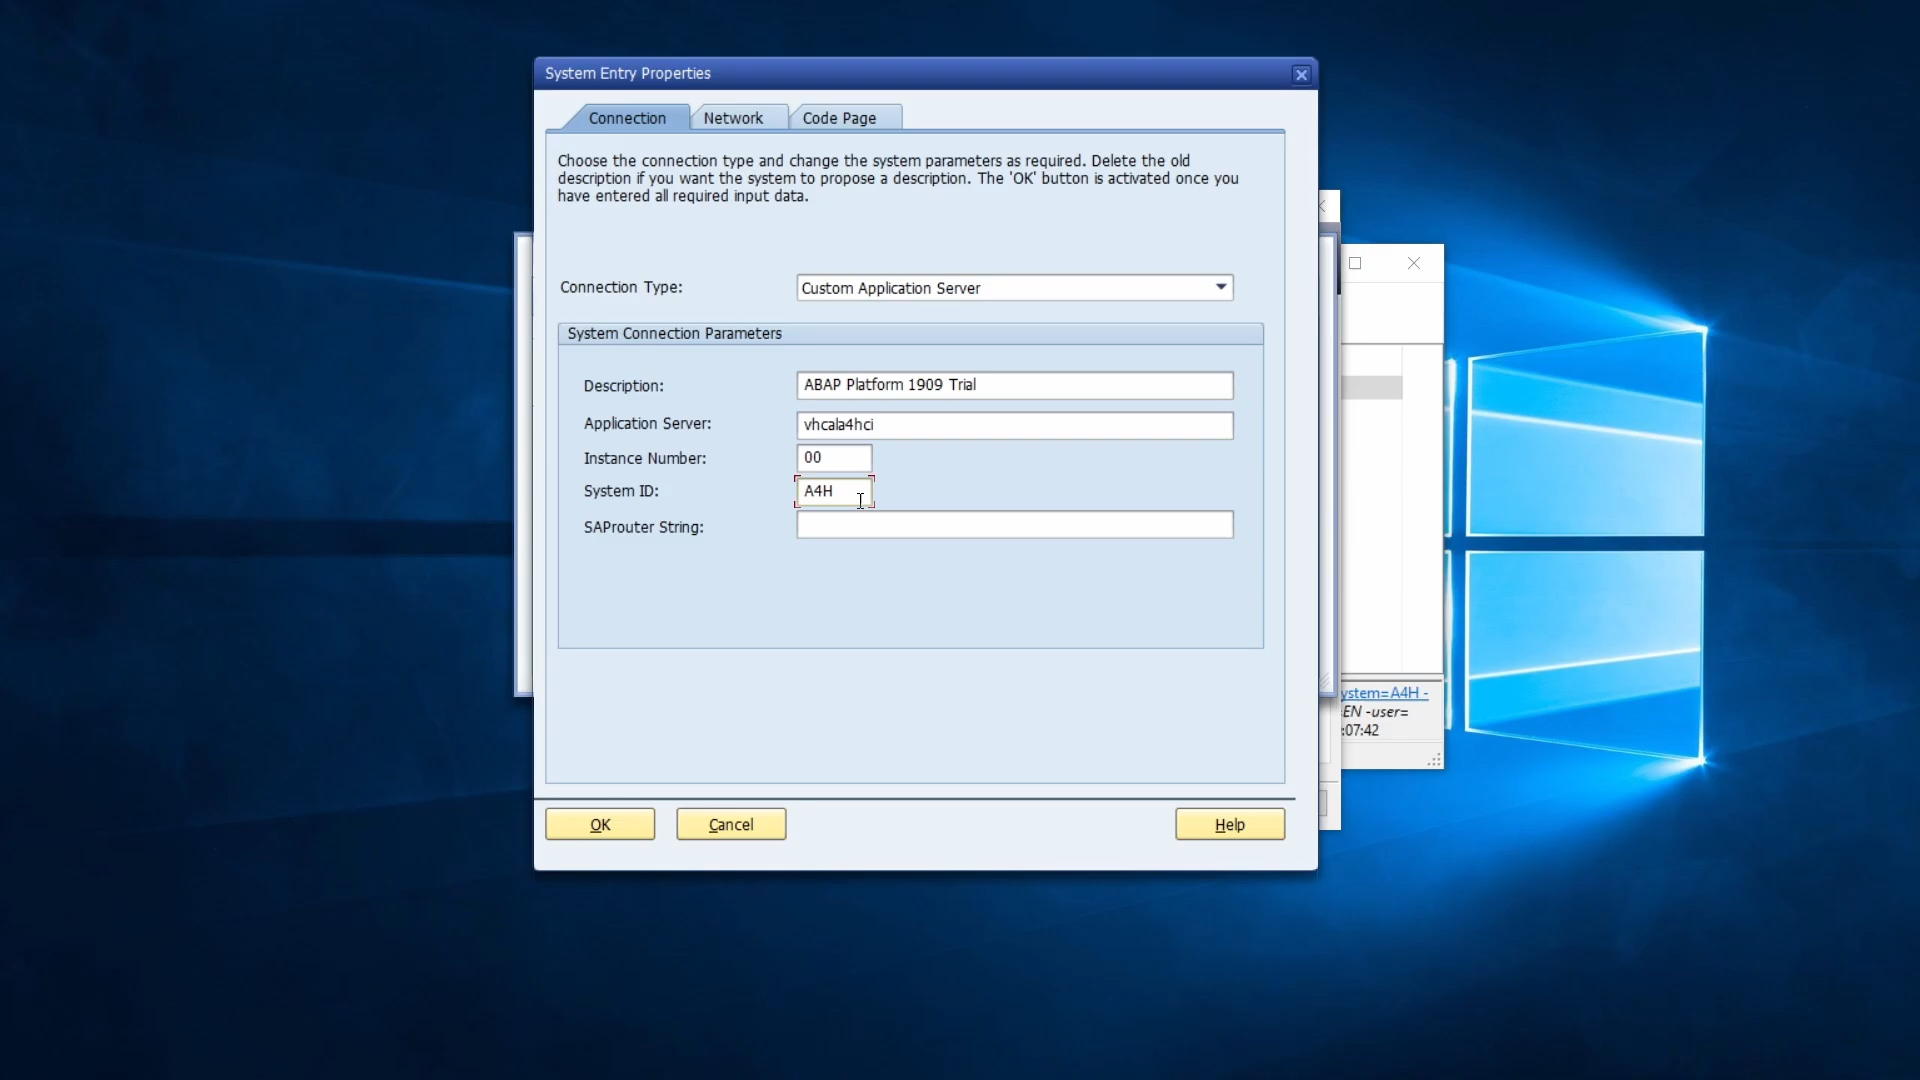 System Entry Properties
Connection
Network
Code Page
Choose the connection type and change the system parameters as required. Delete the old
description if you want the system to propose a description. The 'OK' button is activated once you
have entered all required input data.
Connection Type:
Custom Application Server
System Connection Parameters
Description:
ABAP Platform 1909 Trial
Application Server:
vhcala4hci
Instance Number:
00
System ID:
A4H
SAProuter String:
ystem=A4H -
EN -user=
:07:42
OK
Cancel
Help